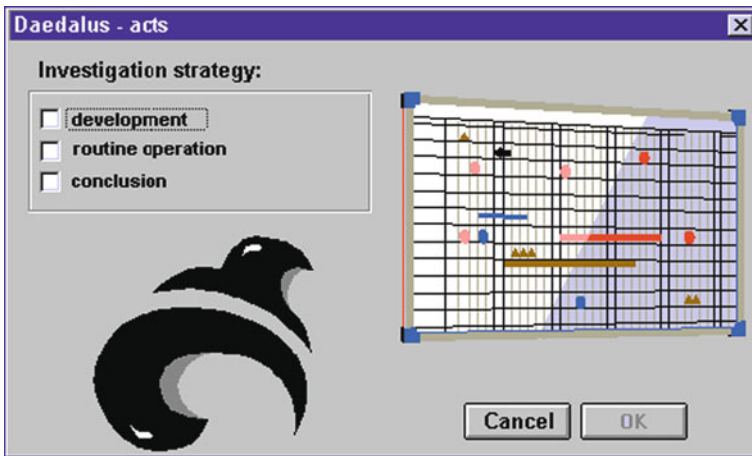 Daedalus - acts
Investigation strategy:
development
routine operation
conclusion
Cancel
OK